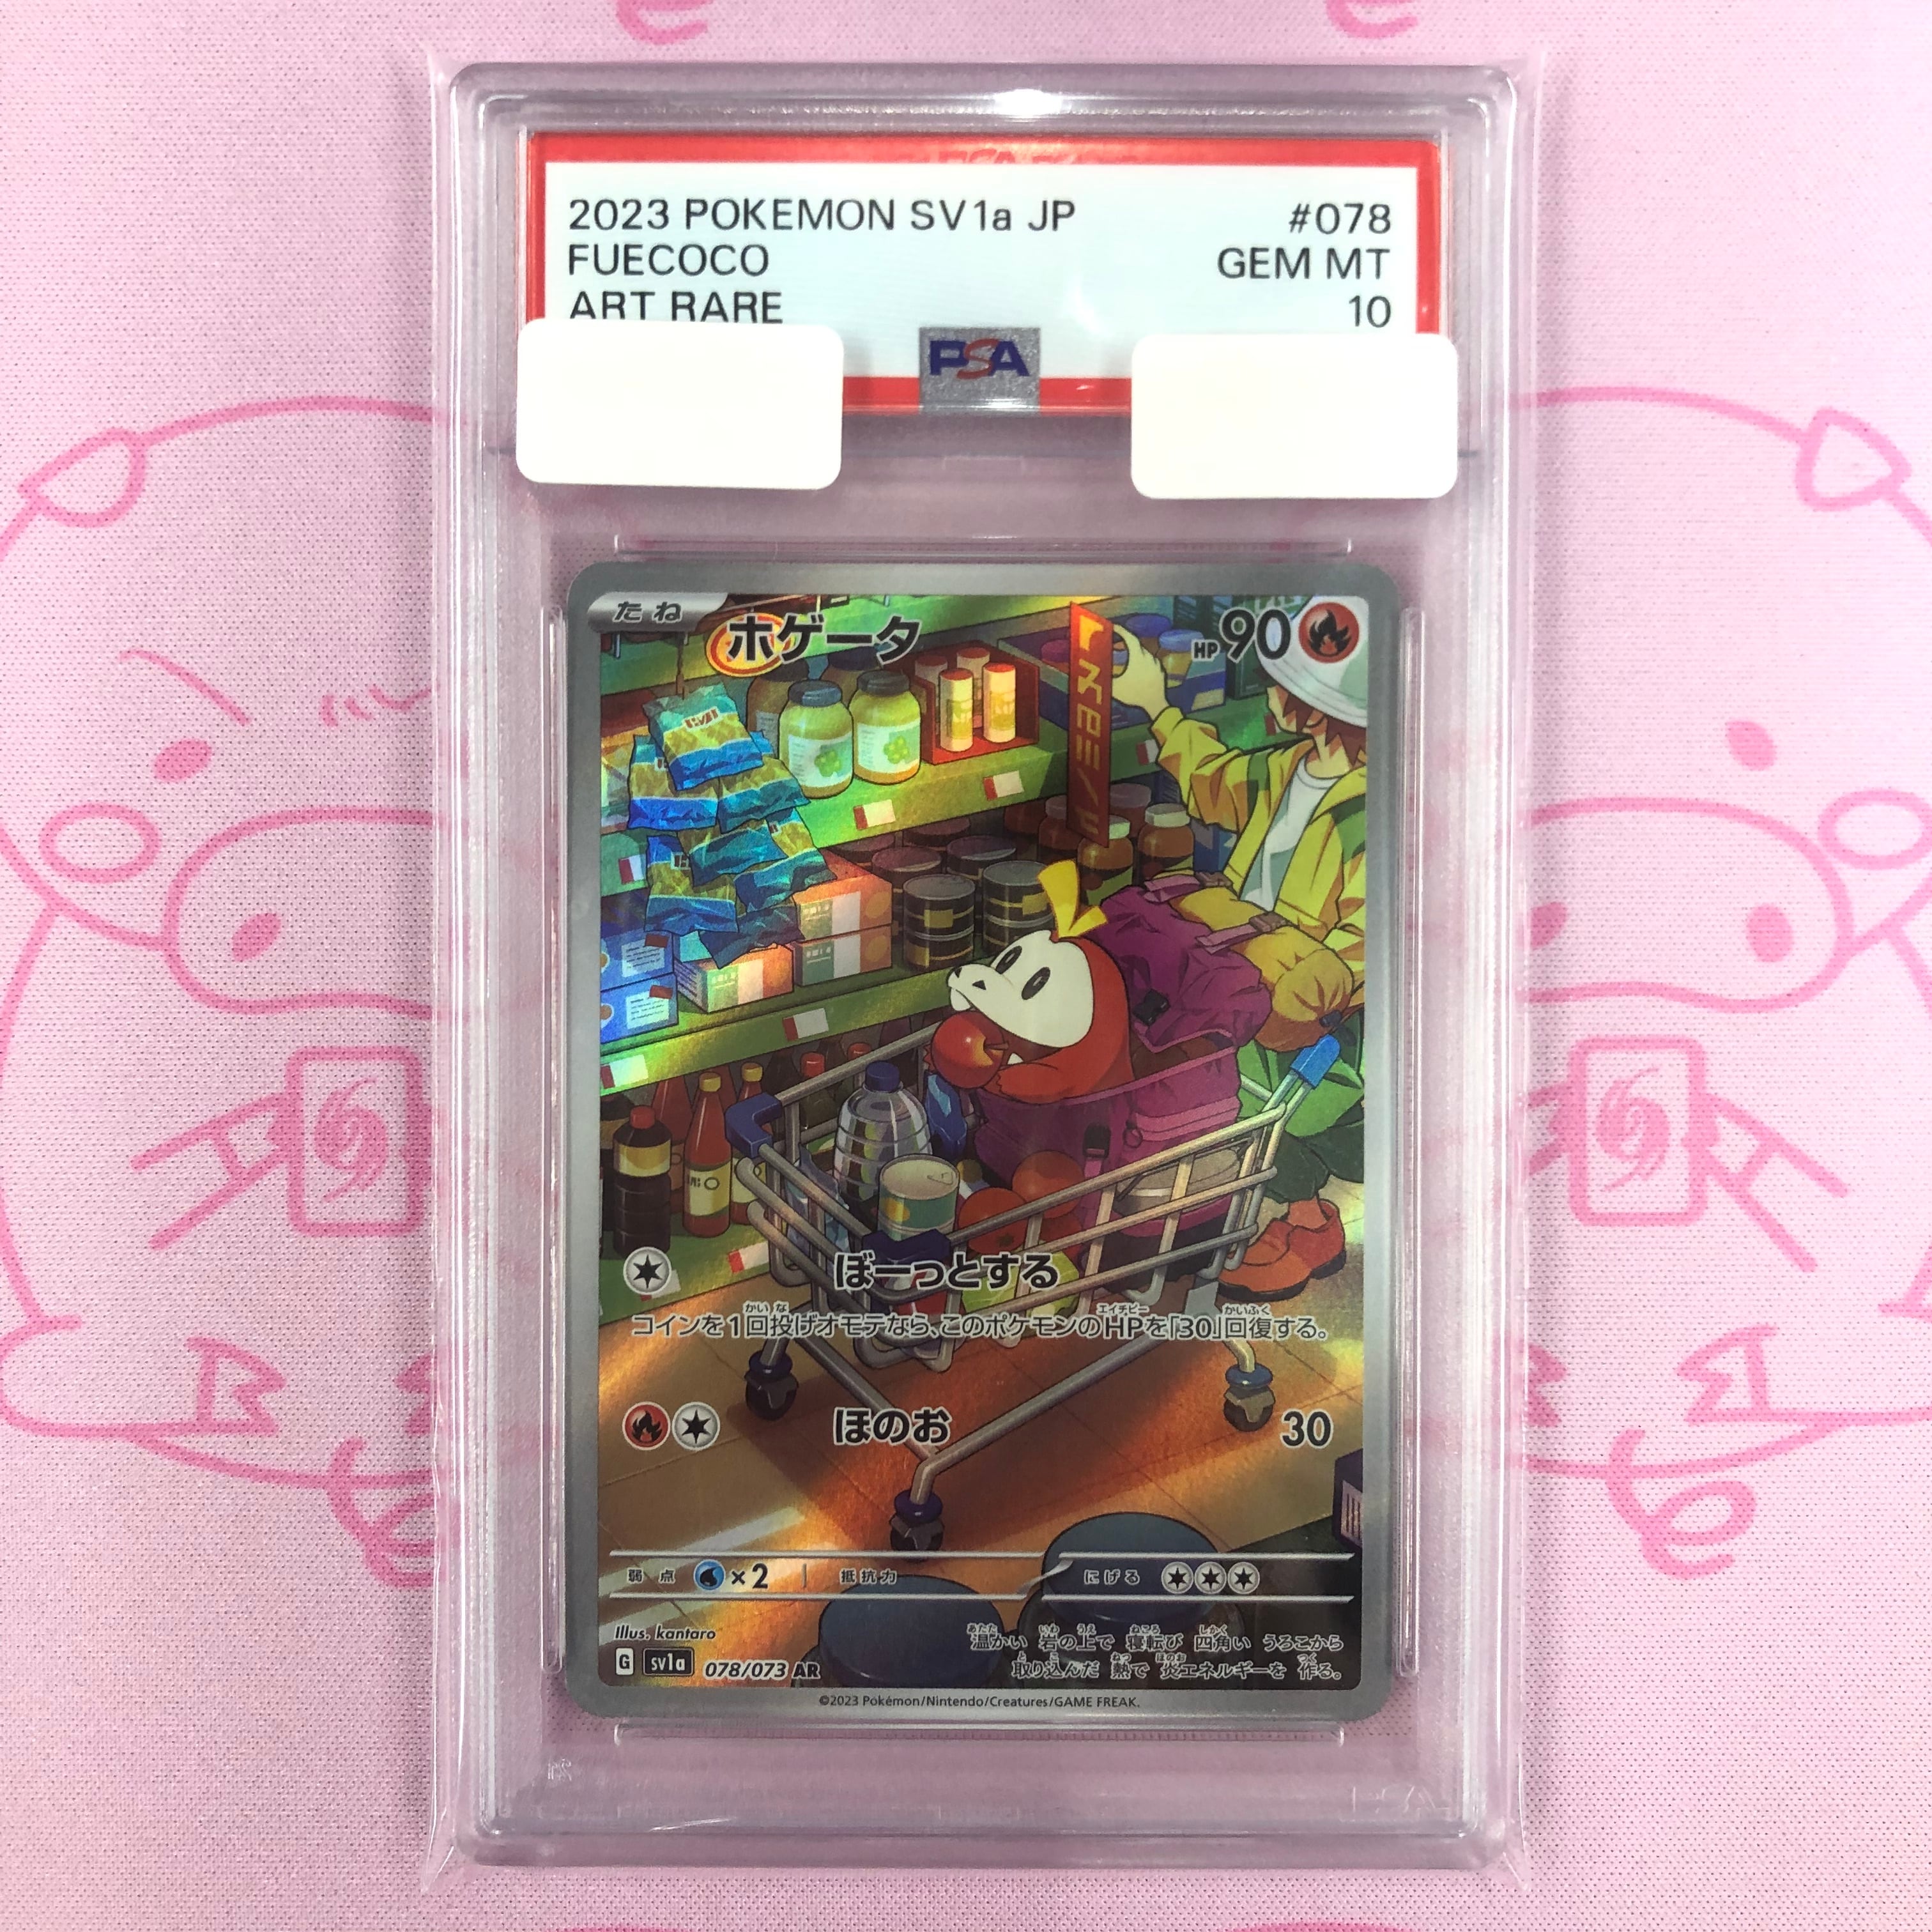 2023 POKEMON SV1a JP #078
FUECOCO GEM MT
ART RARE 10
PSA
たね ホゲータ HP90
ぼーっとする
コインを1回投げオモテなら、このポケモンのHPを「30」回復する。
ほのお 30
弱点 ×2 抵抗力 にげる
Illus. kantaro
温かい 岩の上で 寝転び 四角い うろこから
取り込んだ 熱で 炎エネルギーを 作る。
G sv1a 078/073 AR
©2023 Pokémon/Nintendo/Creatures/GAME FREAK.